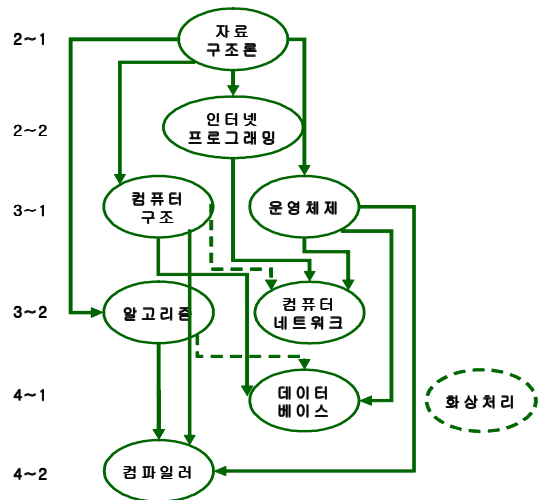 2~1
자료
구조론
2~2
인터넷
프로그래밍
3~1
컴퓨터
구조
운영체제
3~2
알고리즘
컴퓨터
네트워크
4~1
데이터
베이스
화상처리
4~2
컴파일러